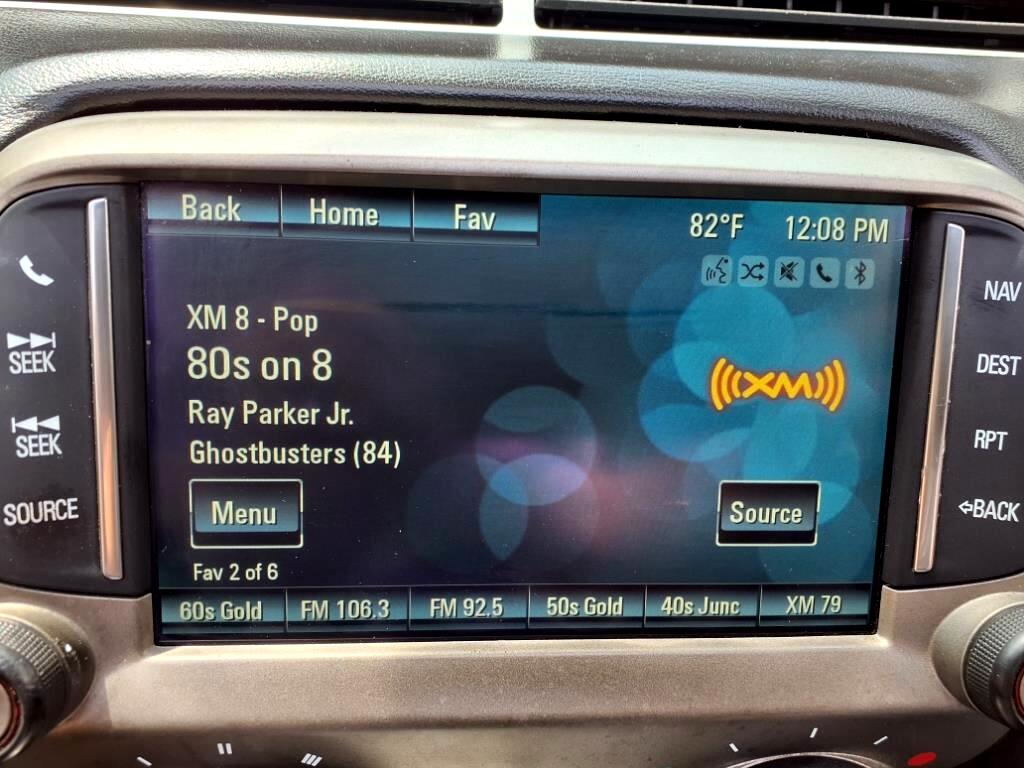 Back Home Fav
82°F 12:08 PM
XM 8 - Pop
80s on 8
Ray Parker Jr.
Ghostbusters (84)
XM
Menu
Source
Fav 2 of 6
60s Gold FM 106.3 FM 92.5 50s Gold 40s Junc XM 79
SEEK
SEEK
SOURCE
NAV
DEST
RPT
BACK